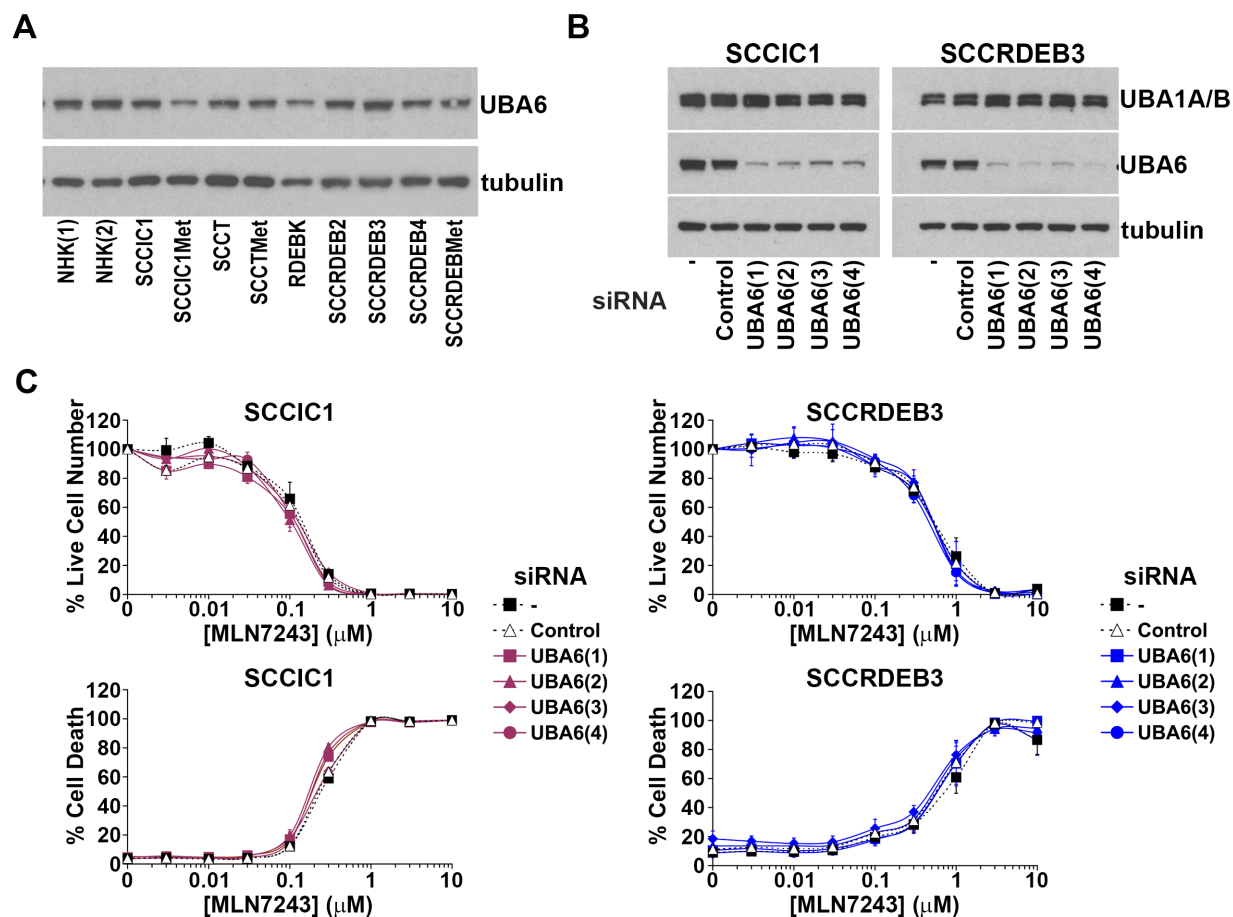 A
UBA6
tubulin
NHK(1)
NHK(2)
SCCIC1
SCCIC1Met
SCCT
SCCTMet
RDEBK
SCCRDEB2
SCCRDEB3
SCCRDEB4
SCCRDEBMet
B
SCCIC1
SCCRDEB3
UBA1A/B
UBA6
tubulin
siRNA
-
Control
UBA6(1)
UBA6(2)
UBA6(3)
UBA6(4)
-
Control
UBA6(1)
UBA6(2)
UBA6(3)
UBA6(4)
C
SCCIC1
% Live Cell Number
120
100
80
60
40
20
0
0 0.01 0.1 1 10
[MLN7243] (μM)
siRNA
-
Control
UBA6(1)
UBA6(2)
UBA6(3)
UBA6(4)
SCCRDEB3
% Live Cell Number
120
100
80
60
40
20
0
0 0.01 0.1 1 10
[MLN7243] (μM)
siRNA
-
Control
UBA6(1)
UBA6(2)
UBA6(3)
UBA6(4)
SCCIC1
% Cell Death
120
100
80
60
40
20
0
0 0.01 0.1 1 10
[MLN7243] (μM)
SCCRDEB3
% Cell Death
120
100
80
60
40
20
0
0 0.01 0.1 1 10
[MLN7243] (μM)